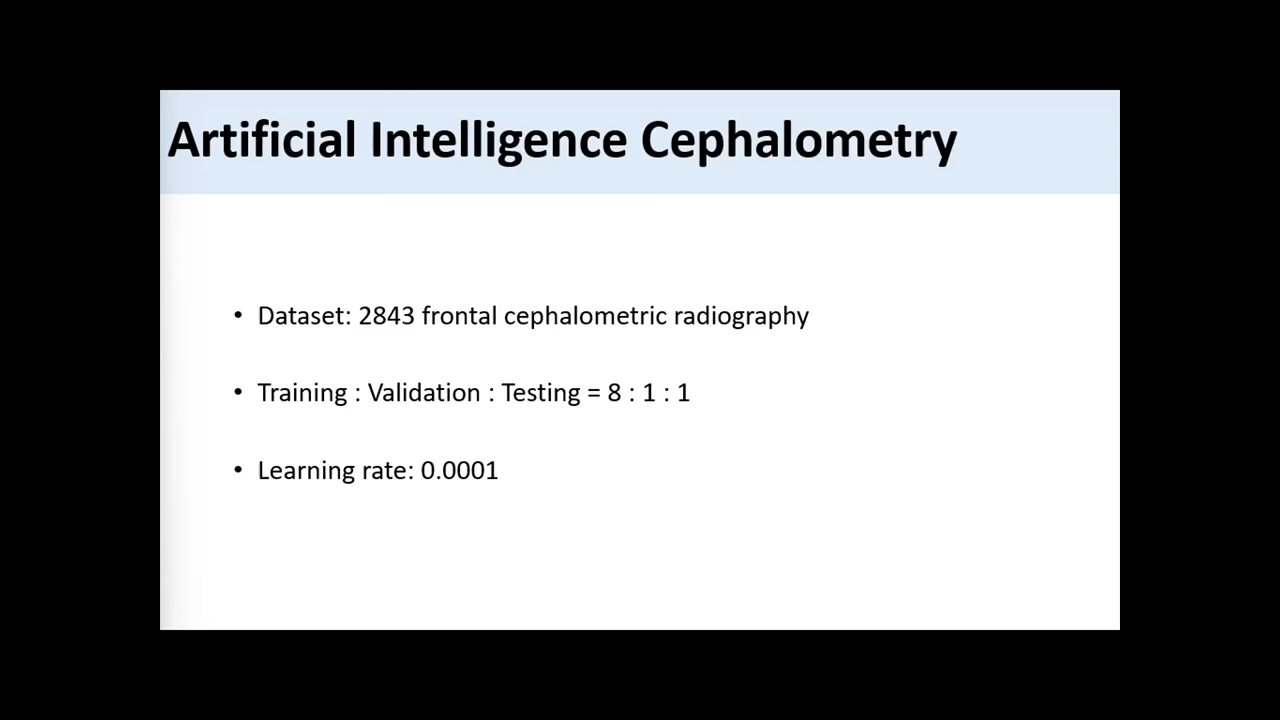 Artificial Intelligence Cephalometry
• Dataset: 2843 frontal cephalometric radiography
• Training : Validation : Testing = 8 : 1 : 1
• Learning rate: 0.0001